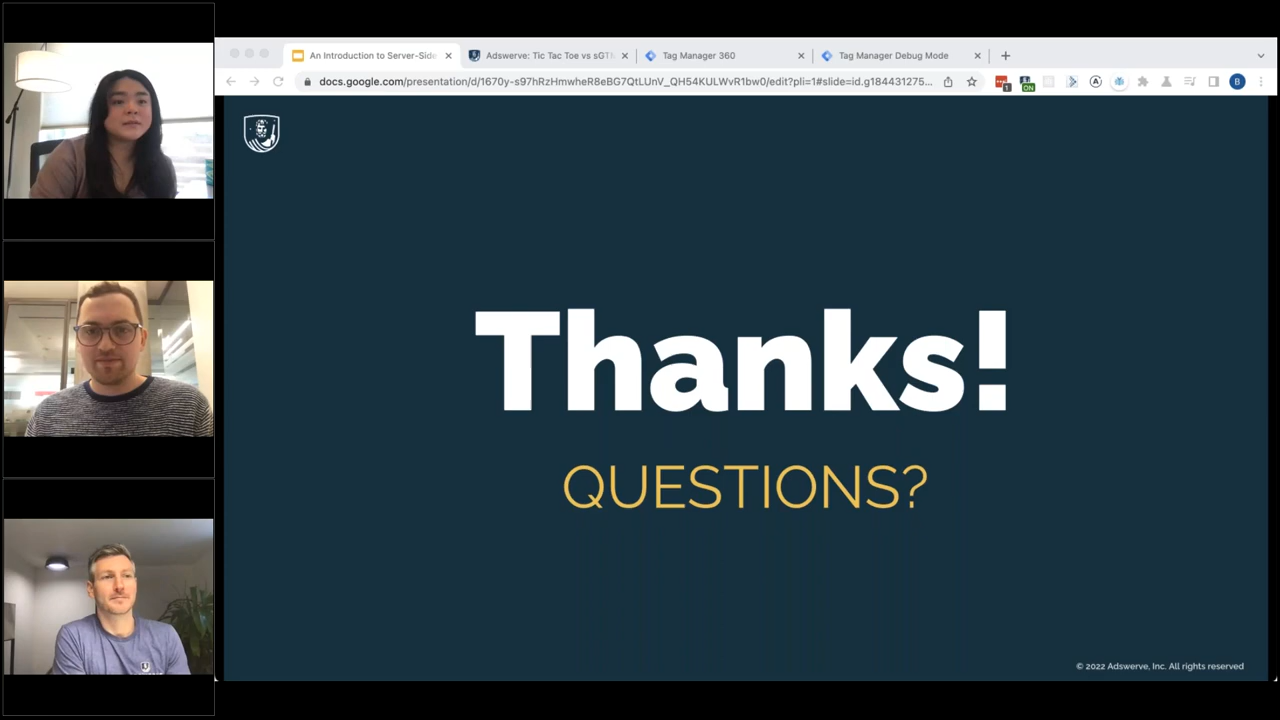 An Introduction to Server-Side
Adswerve: Tic Tac Toe vs sGTM
Tag Manager 360
Tag Manager Debug Mode
docs.google.com/presentation/d/1670y-s97hRzHmwheR8eBG7QtLUnV_QH54KULWvR1bw0/edit?pli=1#slide=id.g184431275...
1
ON
A
B
Thanks!
QUESTIONS?
© 2022 Adswerve, Inc. All rights reserved